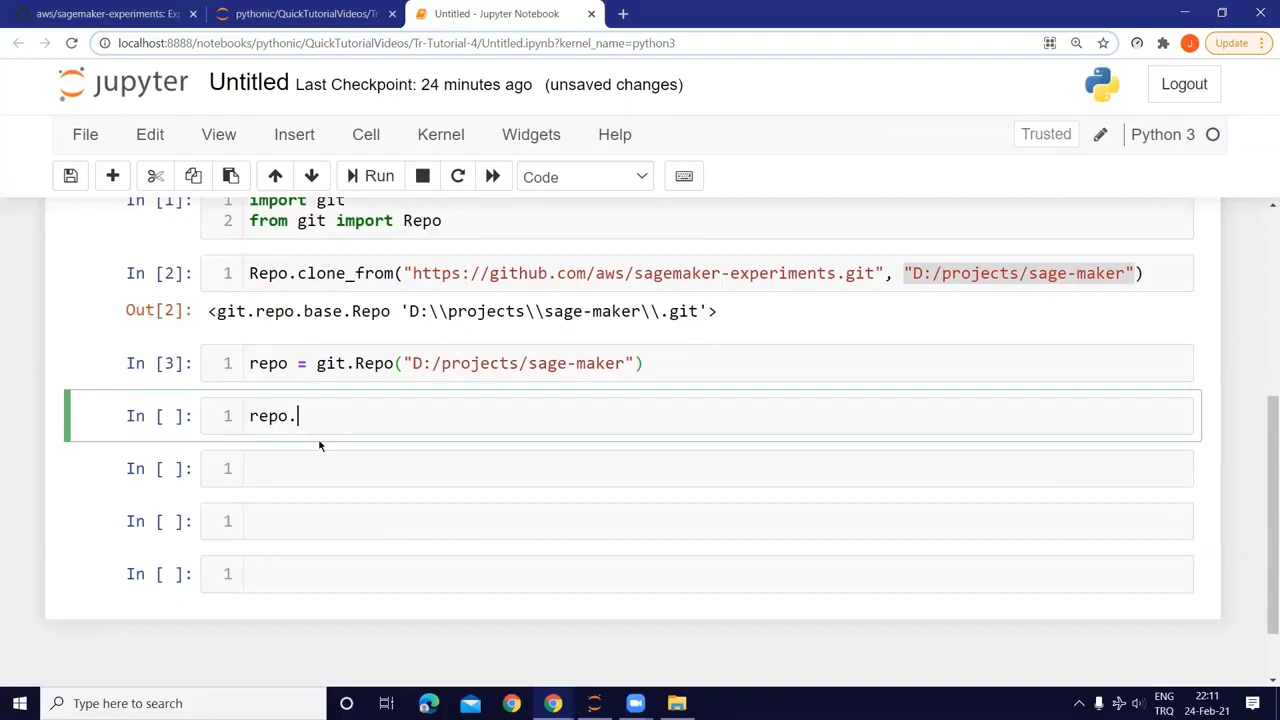 aws/sagemaker-experiments: Exp
pythonic/QuickTutorialVideos/Tr
Untitled - Jupyter Notebook
localhost:8888/notebooks/pythonic/QuickTutorialVideos/Tr-Tutorial-4/Untitled.ipynb?kernel_name=python3
J
Update
jupyter Untitled Last Checkpoint: 24 minutes ago (unsaved changes)
Logout
File Edit View Insert Cell Kernel Widgets Help
Trusted
Python 3
Run
Code
In [1]: 1 import git
2 from git import Repo
In [2]: 1 Repo.clone_from("https://github.com/aws/sagemaker-experiments.git", "D:/projects/sage-maker")
Out[2]: <git.repo.base.Repo 'D:\\projects\\sage-maker\\.git'>
In [3]: 1 repo = git.Repo("D:/projects/sage-maker")
In [ ]: 1 repo.
In [ ]: 1
In [ ]: 1
In [ ]: 1
Type here to search
ENG 22:11
TRQ 24-Feb-21